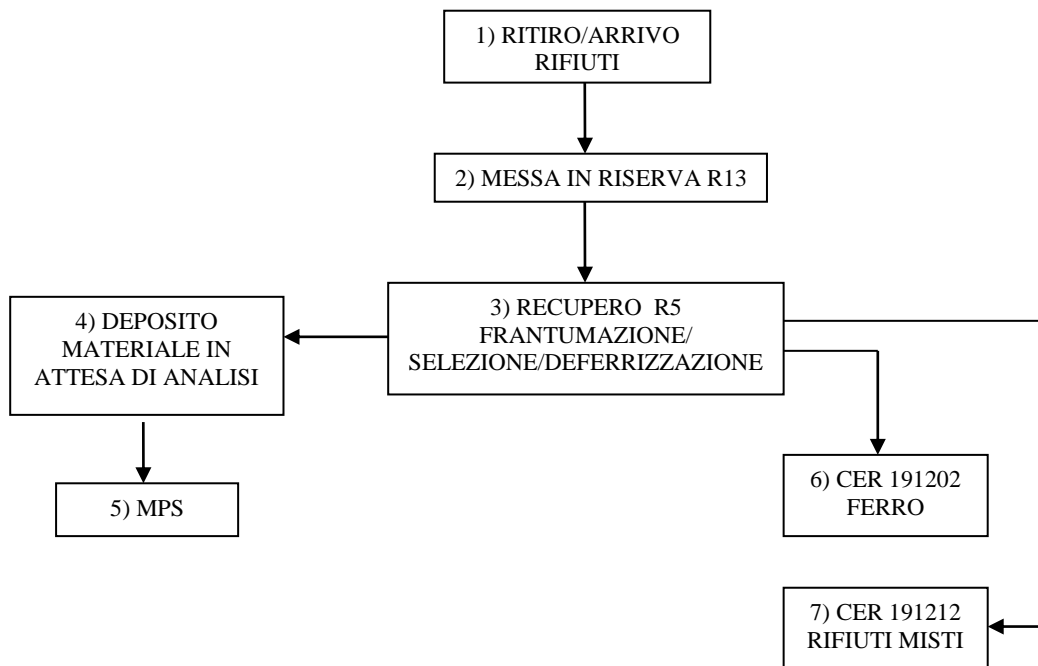 1) RITIRO/ARRIVO
RIFIUTI
2) MESSA IN RISERVA R13
3) RECUPERO R5
FRANTUMAZIONE/
SELEZIONE/DEFERRIZZAZIONE
4) DEPOSITO
MATERIALE IN
ATTESA DI ANALISI
5) MPS
6) CER 191202
FERRO
7) CER 191212
RIFIUTI MISTI